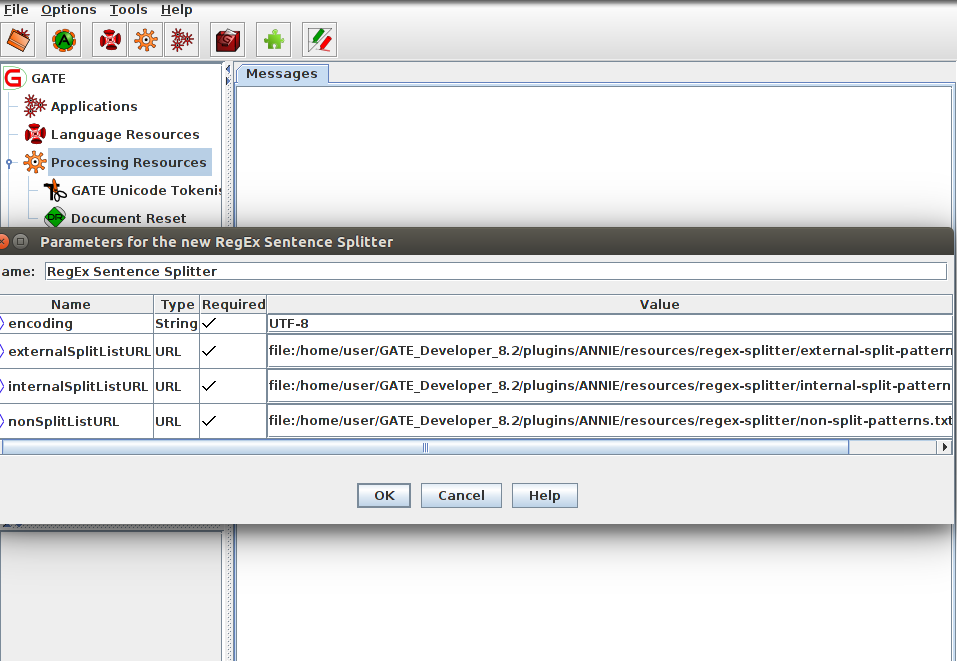 File Options Tools Help
GATE
Messages
Applications
Language Resources
Processing Resources
GATE Unicode Tokenis
Document Reset
Parameters for the new RegEx Sentence Splitter
ame: RegEx Sentence Splitter
Name Type Required Value
encoding String UTF-8
externalSplitListURL URL file:/home/user/GATE_Developer_8.2/plugins/ANNIE/resources/regex-splitter/external-split-pattern
internalSplitListURL URL file:/home/user/GATE_Developer_8.2/plugins/ANNIE/resources/regex-splitter/internal-split-pattern
nonSplitListURL URL file:/home/user/GATE_Developer_8.2/plugins/ANNIE/resources/regex-splitter/non-split-patterns.txt
OK Cancel Help